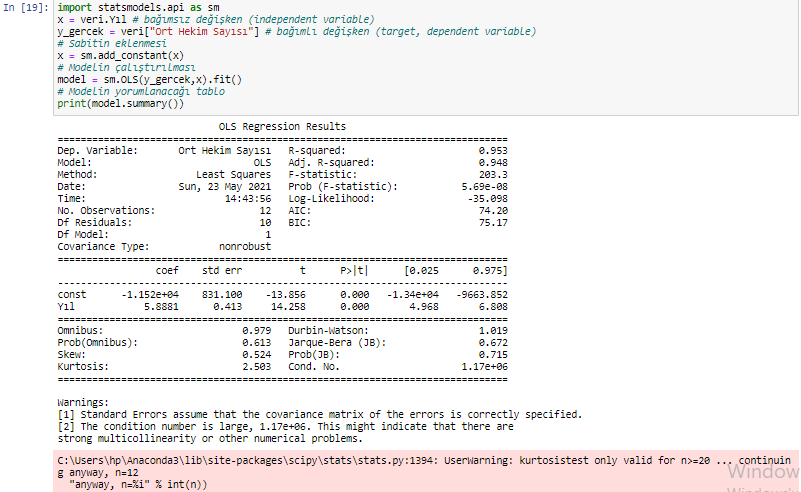 In [19]: import statsmodels.api as sm
x = veri.Yıl # bağımsız değişken (independent variable)
y_gercek = veri["Ort Hekim Sayısı"] # bağımlı değişken (target, dependent variable)
# Sabitin eklenmesi
x = sm.add_constant(x)
# Modelin çalıştırılması
model = sm.OLS(y_gercek,x).fit()
# Modelin yorumlanacağı tablo
print(model.summary())
OLS Regression Results
==============================================================================
Dep. Variable: Ort Hekim Sayısı R-squared: 0.953
Model: OLS Adj. R-squared: 0.948
Method: Least Squares F-statistic: 203.3
Date: Sun, 23 May 2021 Prob (F-statistic): 5.69e-08
Time: 14:43:56 Log-Likelihood: -35.098
No. Observations: 12 AIC: 74.20
Df Residuals: 10 BIC: 75.17
Df Model: 1
Covariance Type: nonrobust
==============================================================================
coef std err t P>|t| [0.025 0.975]
------------------------------------------------------------------------------
const -1.152e+04 831.100 -13.856 0.000 -1.34e+04 -9663.852
Yıl 5.8881 0.413 14.258 0.000 4.968 6.808
==============================================================================
Omnibus: 0.979 Durbin-Watson: 1.019
Prob(Omnibus): 0.613 Jarque-Bera (JB): 0.672
Skew: 0.524 Prob(JB): 0.715
Kurtosis: 2.503 Cond. No. 1.17e+06
==============================================================================
Warnings:
[1] Standard Errors assume that the covariance matrix of the errors is correctly specified.
[2] The condition number is large, 1.17e+06. This might indicate that there are
strong multicollinearity or other numerical problems.
C:\Users\hp\Anaconda3\lib\site-packages\scipy\stats\stats.py:1394: UserWarning: kurtosistest only valid for n>=20 ... continuin
g anyway, n=12
"anyway, n=%i" % int(n))
Window